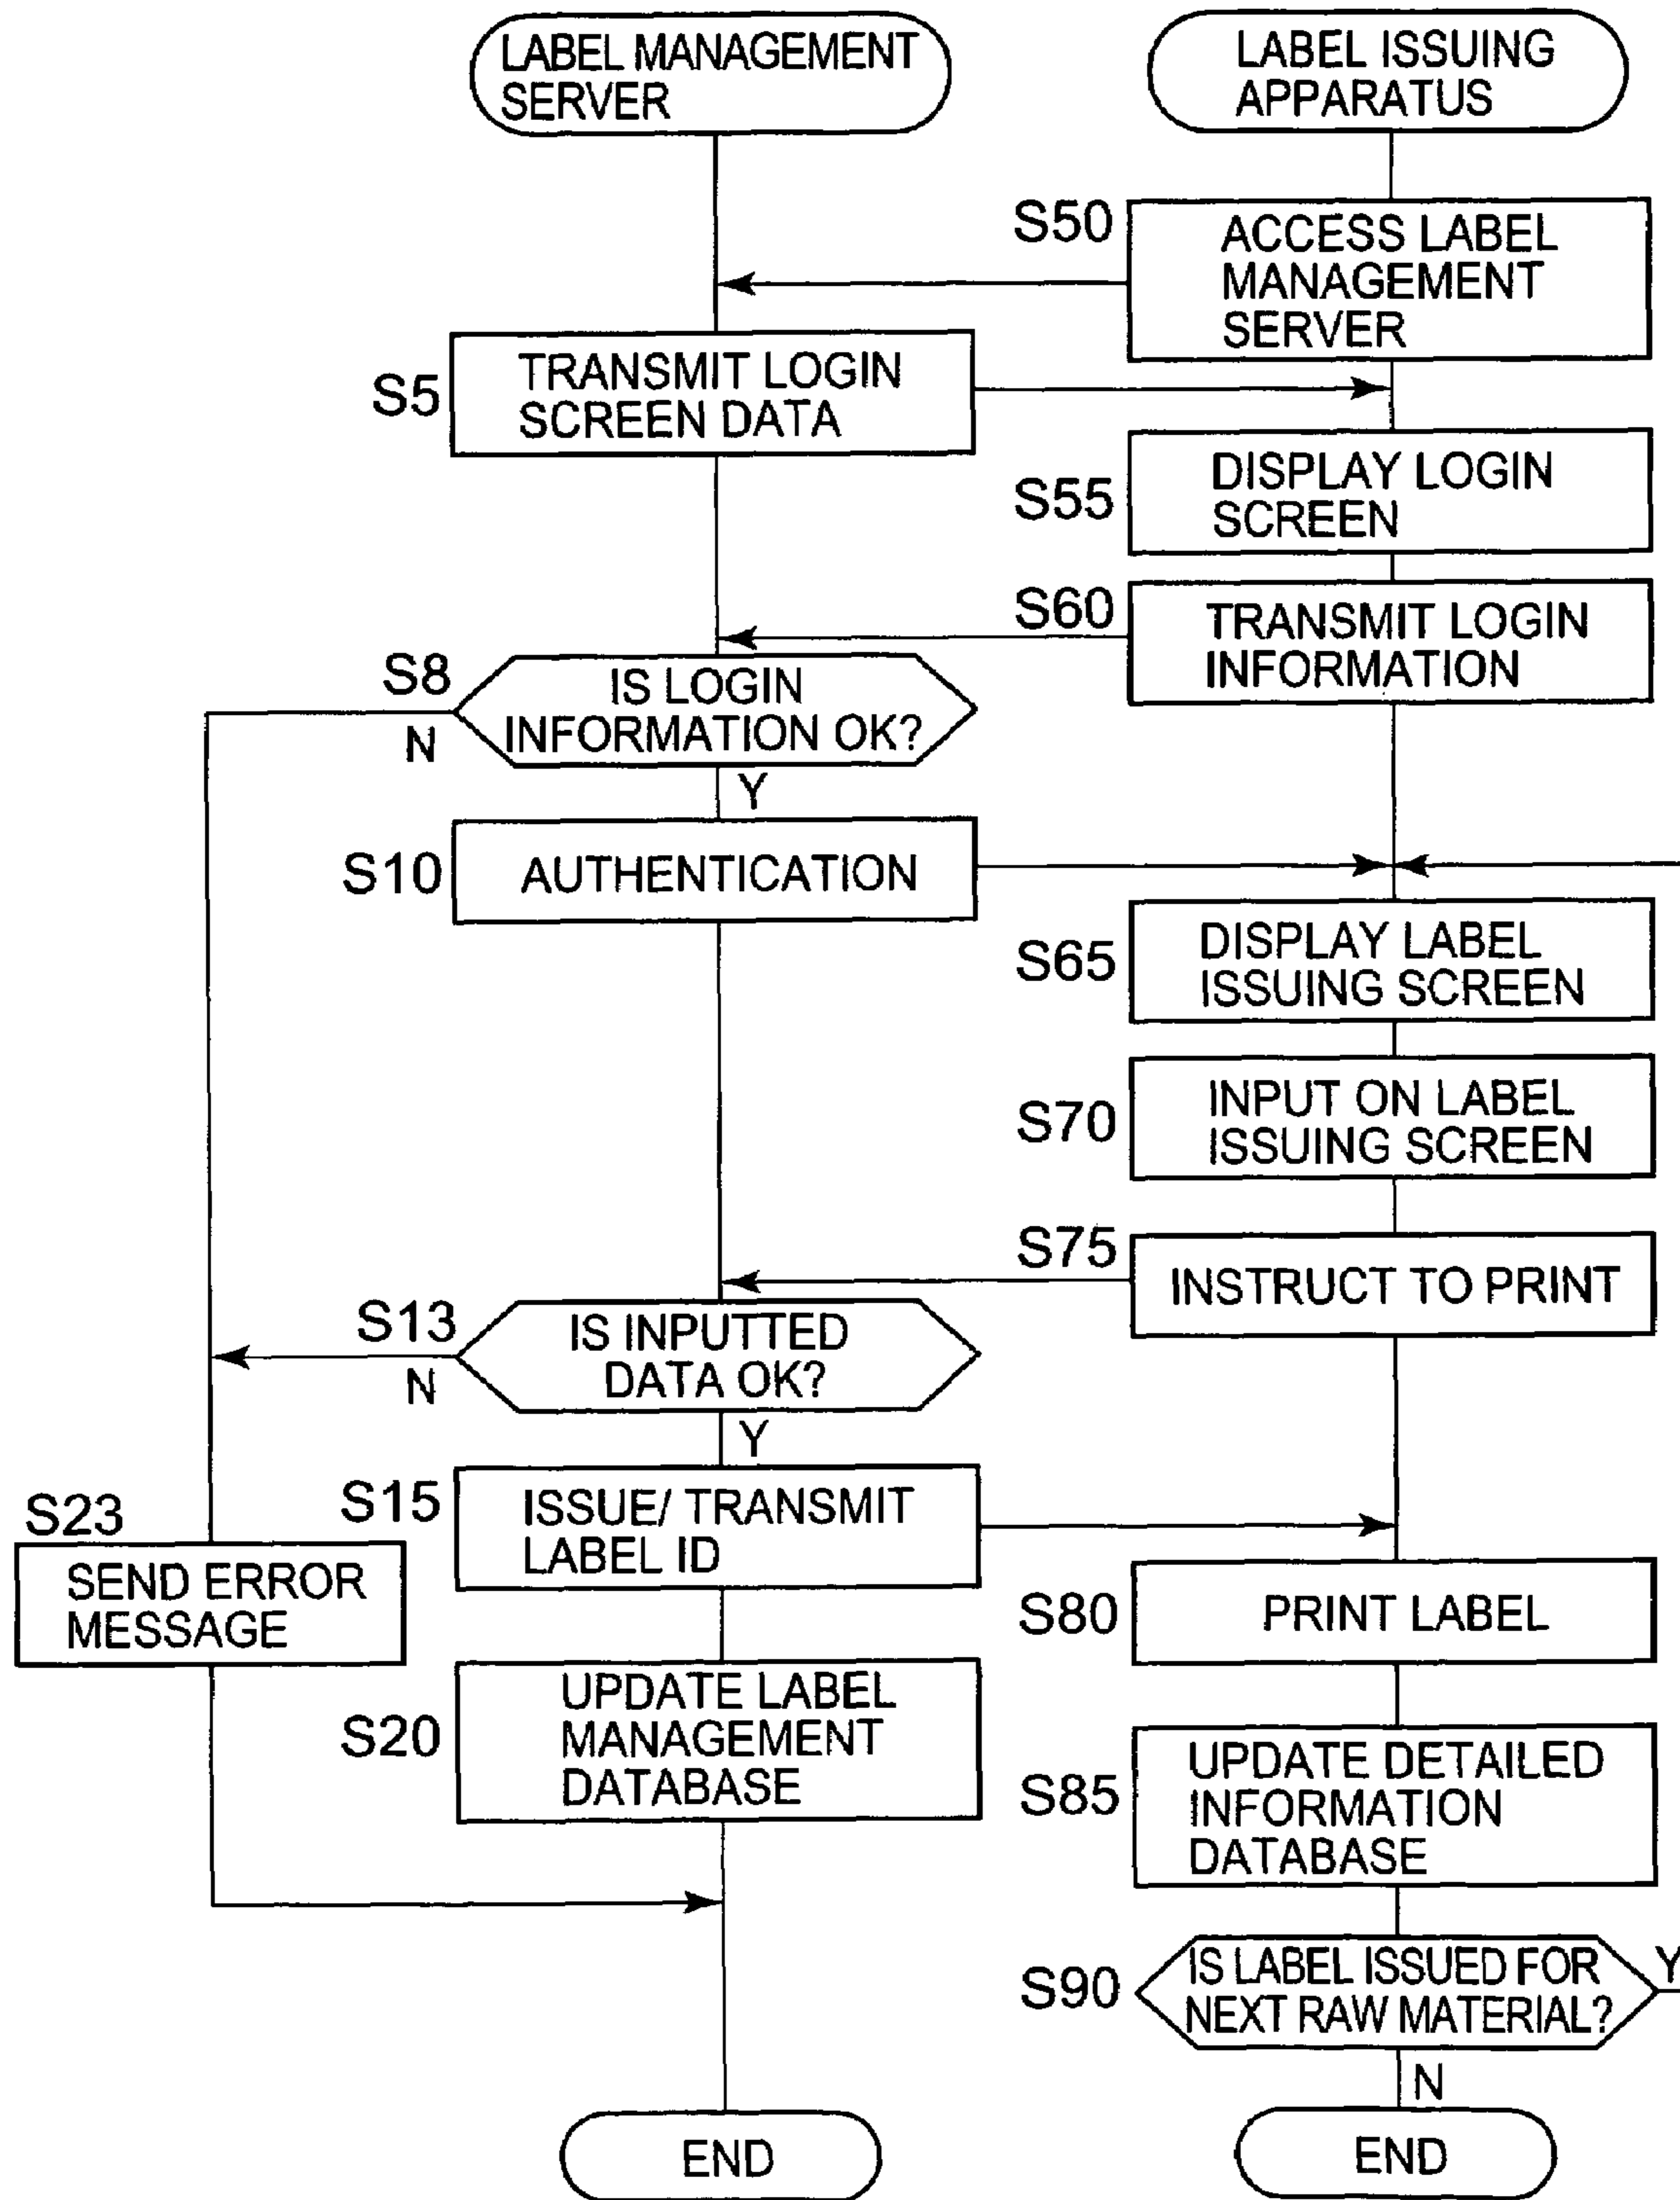 LABEL MANAGEMENT
SERVER
LABEL ISSUING
APPARATUS
S50
ACCESS LABEL
MANAGEMENT
SERVER
S5
TRANSMIT LOGIN
SCREEN DATA
S55
DISPLAY LOGIN
SCREEN
S60
TRANSMIT LOGIN
INFORMATION
S8
IS LOGIN
INFORMATION OK?
N
Y
S10
AUTHENTICATION
S65
DISPLAY LABEL
ISSUING SCREEN
S70
INPUT ON LABEL
ISSUING SCREEN
S75
INSTRUCT TO PRINT
S13
IS INPUTTED
DATA OK?
N
Y
S15
ISSUE/ TRANSMIT
LABEL ID
S23
SEND ERROR
MESSAGE
S80
PRINT LABEL
S20
UPDATE LABEL
MANAGEMENT
DATABASE
S85
UPDATE DETAILED
INFORMATION
DATABASE
S90
IS LABEL ISSUED FOR
NEXT RAW MATERIAL?
Y
N
END
END